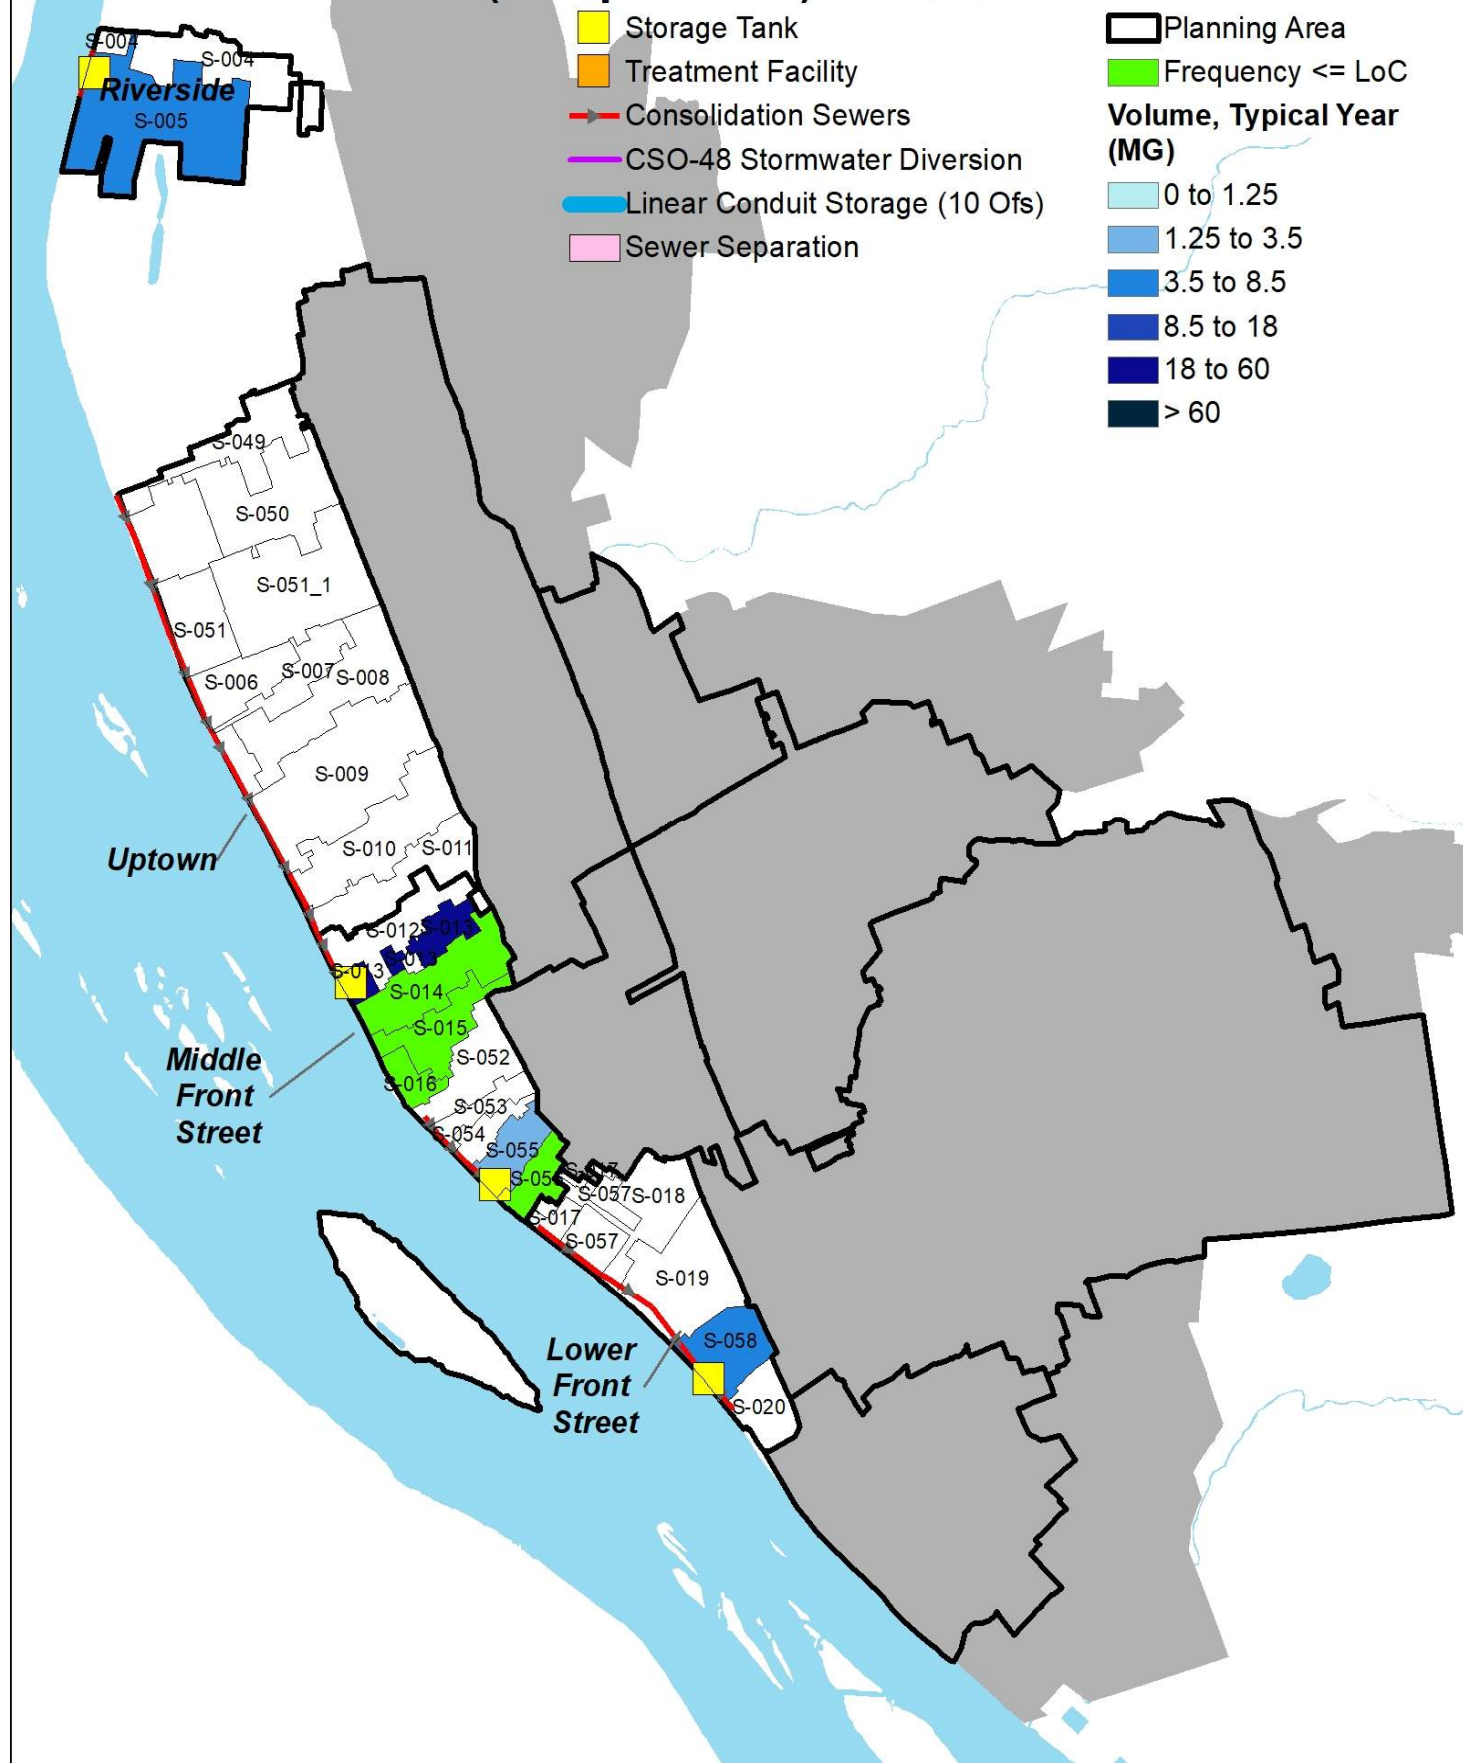 Storage Tank
Treatment Facility
Consolidation Sewers
CSO-48 Stormwater Diversion
Linear Conduit Storage (10 Ofs)
Sewer Separation
Planning Area
Frequency <= LoC
Volume, Typical Year
(MG)
0 to 1.25
1.25 to 3.5
3.5 to 8.5
8.5 to 18
18 to 60
> 60
S-004
S-004
Riverside
S-005
S-049
S-050
S-051_1
S-051
S-007
S-008
S-006
S-009
S-010
S-011
Uptown
S-012
S-013
S-013
S-013
S-014
S-015
S-052
Middle
Front
Street
S-016
S-053
S-054
S-055
S-057
S-018
S-017
S-057
S-019
Lower
Front
Street
S-058
S-020